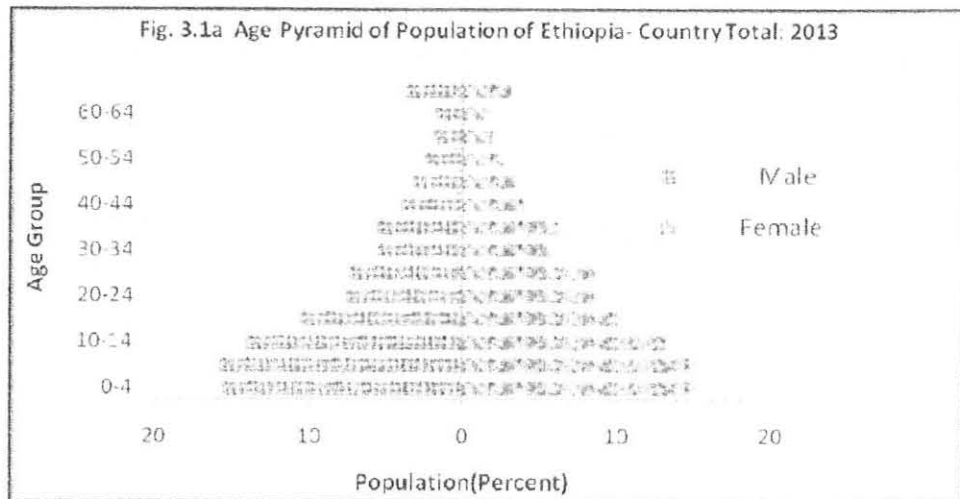 Fig. 3.1a Age Pyramid of Population of Ethiopia- Country Total: 2013
60-64
50-54
40-44
30-34
20-24
10-14
0-4
Age Group
Male
Female
20 10 0 10 20
Population(Percent)